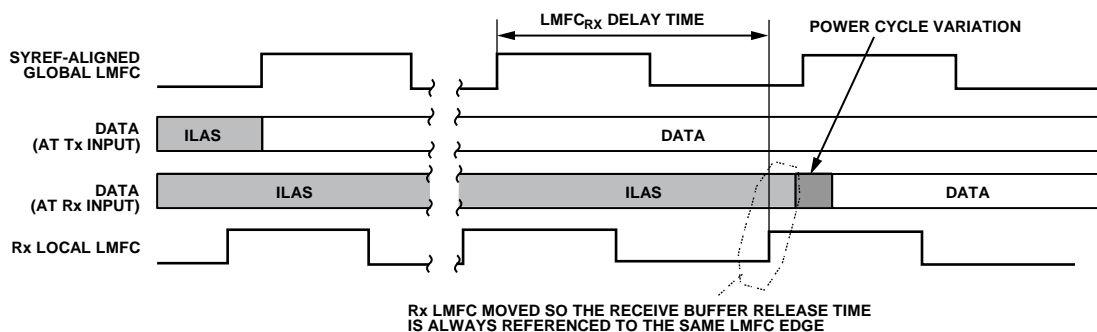 LMFCRX DELAY TIME
POWER CYCLE VARIATION
SYREF-ALIGNED
GLOBAL LMFC
DATA
(AT Tx INPUT)
ILAS
DATA
DATA
(AT Rx INPUT)
ILAS
ILAS
DATA
Rx LOCAL LMFC
Rx LMFC MOVED SO THE RECEIVE BUFFER RELEASE TIME
IS ALWAYS REFERENCED TO THE SAME LMFC EDGE